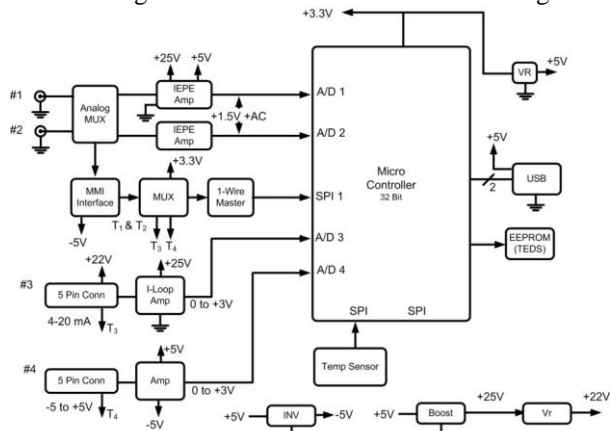 +3.3V
+25V
+5V
VR
+5V
#1
IEPE
Amp
A/D 1
Analog
MUX
+1.5V +AC
#2
IEPE
Amp
A/D 2
+5V
Micro
Controller
32 Bit
+3.3V
USB
2
MMI
Interface
MUX
1-Wire
Master
SPI 1
T1 & T2
-5V
T3 T4
A/D 3
EEPROM
(TEDS)
+22V
+25V
A/D 4
#3
5 Pin Conn
I-Loop
Amp
0 to +3V
4-20 mA
T3
SPI SPI
+5V
Temp Sensor
#4
5 Pin Conn
Amp
0 to +3V
-5 to +5V
T4
-5V
+5V
INV
-5V
+5V
Boost
+25V
Vr
+22V